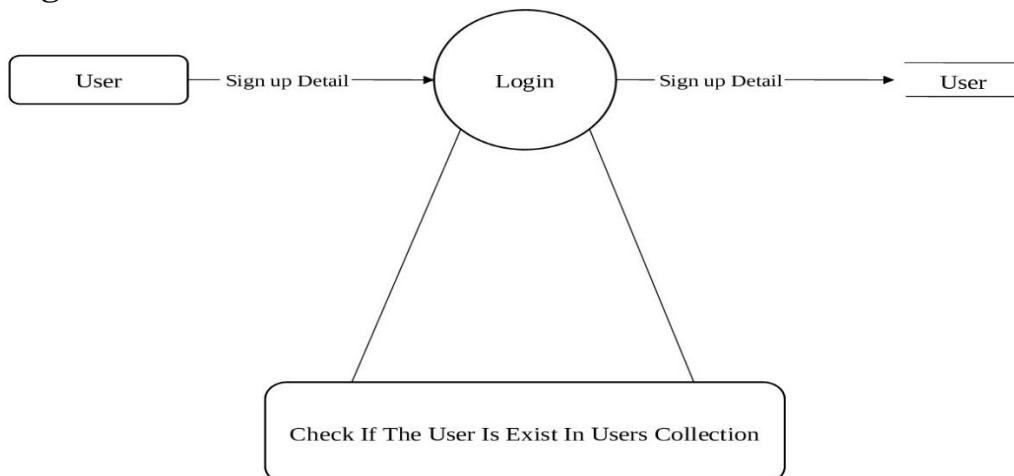 User
Sign up Detail
Login
Sign up Detail
User
Check If The User Is Exist In Users Collection